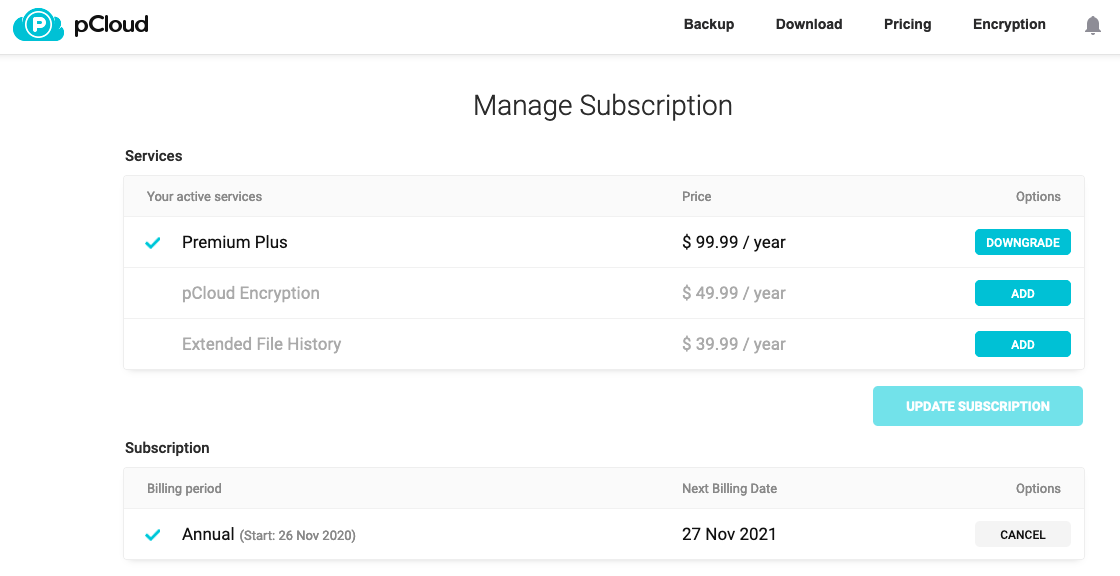 P pCloud Backup Download Pricing Encryption
Manage Subscription
Services
Your active services Price Options
Premium Plus $ 99.99 / year DOWNGRADE
pCloud Encryption $ 49.99 / year ADD
Extended File History $ 39.99 / year ADD
UPDATE SUBSCRIPTION
Subscription
Billing period Next Billing Date Options
Annual (Start: 26 Nov 2020) 27 Nov 2021 CANCEL